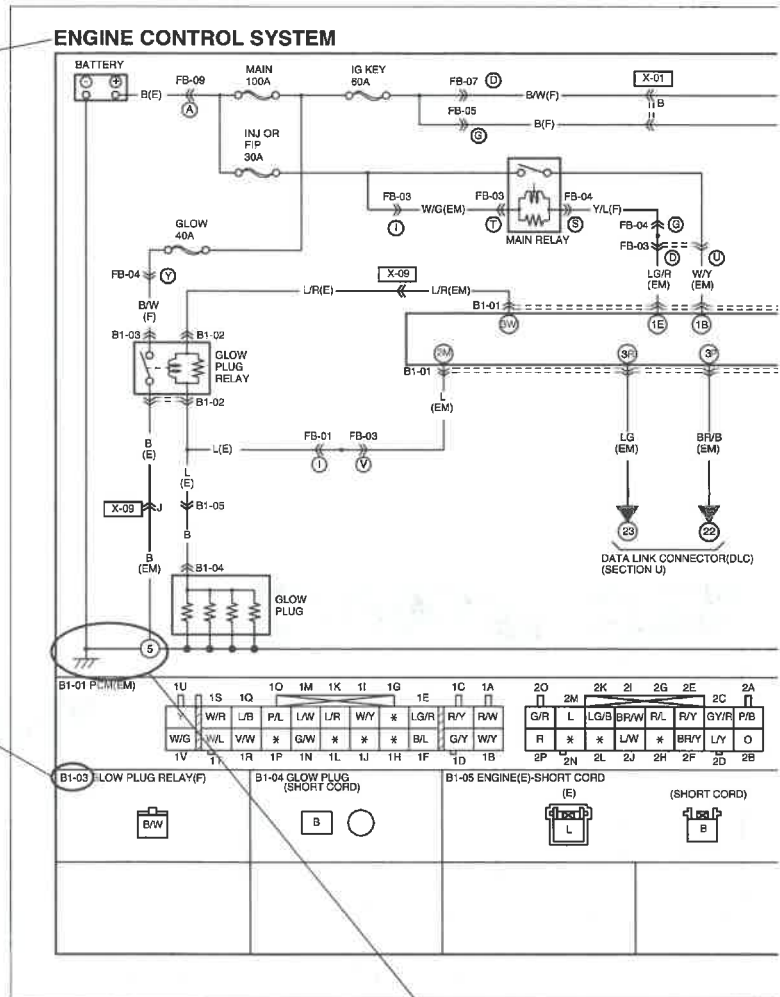 ENGINE CONTROL SYSTEM
BATTERY
- +
B(E)
FB-09
A
MAIN
100A
IG KEY
60A
FB-07 D
B/W(F)
X-01
B
FB-05
G
B(F)
INJ OR
FIP
30A
FB-03
I
W/G(EM)
FB-03
T
MAIN RELAY
FB-04
S
Y/L(F)
FB-04 G
FB-03
D
U
GLOW
40A
FB-04 Y
B/W
(F)
X-09
L/R(E)
L/R(EM)
LG/R
(EM)
W/Y
(EM)
B1-01
3W
1E
1B
B1-03
B1-02
GLOW
PLUG
RELAY
B1-02
2M
B1-01
L
(EM)
B
(E)
L(E)
FB-01
I
FB-03
V
LG
(EM)
BR/B
(EM)
L
(E)
X-09
J
B1-05
B
B
(EM)
B1-04
GLOW
PLUG
23
22
DATA LINK CONNECTOR(DLC)
(SECTION U)
5
B1-01 PCM(EM)
1U 1S 1Q 1O 1M 1K 1I 1G 1E 1C 1A
Y W/R L/B P/L L/W L/R W/Y * LG/R R/Y R/W
W/G W/L V/W * G/W * * * B/L G/Y W/Y
1V 1T 1R 1P 1N 1L 1J 1H 1F 1D 1B
2O 2M 2K 2I 2G 2E 2C 2A
G/R L LG/B BR/W R/L R/Y GY/R P/B
R * * L/W * BR/Y L/Y O
2P 2N 2L 2J 2H 2F 2D 2B
B1-03 GLOW PLUG RELAY(F)
B/W
B1-04 GLOW PLUG
(SHORT CORD)
B
B1-05 ENGINE(E)-SHORT CORD
(E)
L
(SHORT CORD)
B